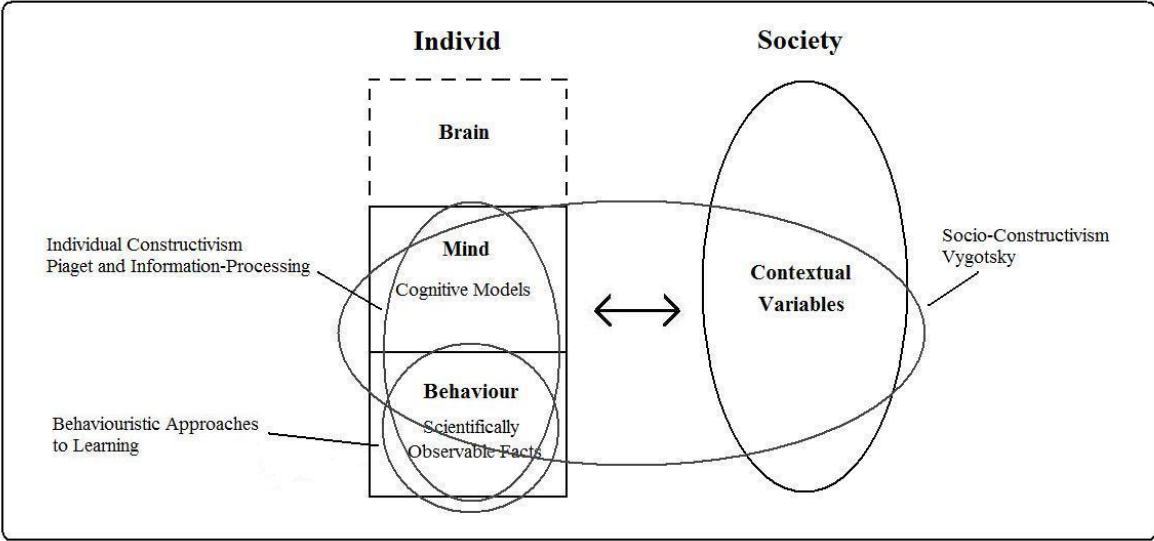 Individ
Society
Brain
Individual Constructivism
Piaget and Information-Processing
Mind
Cognitive Models
Contextual
Variables
Socio-Constructivism
Vygotsky
Behaviouristic Approaches
to Learning
Behaviour
Scientifically
Observable Facts